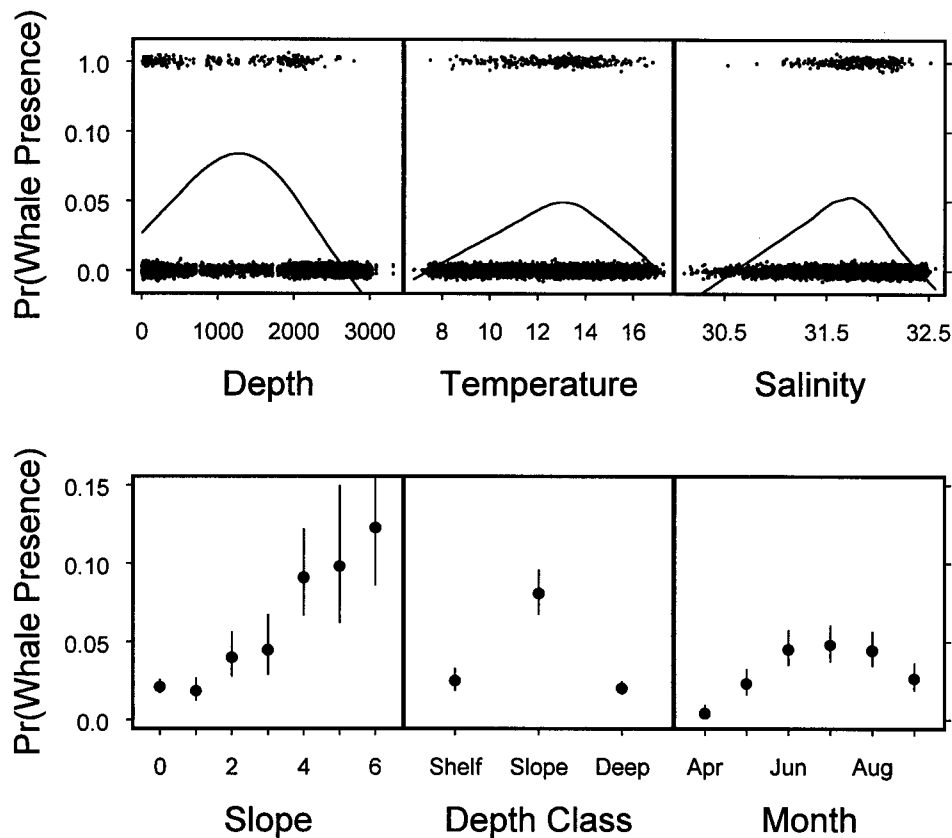 Pr(Whale Presence)
1.0
0.10
0.05
0.0
0 1000 2000 3000
8 10 12 14 16
30.5 31.5 32.5
Depth
Temperature
Salinity
Pr(Whale Presence)
0.15
0.10
0.05
0.0
0 2 4 6
Shelf Slope Deep
Apr Jun Aug
Slope
Depth Class
Month